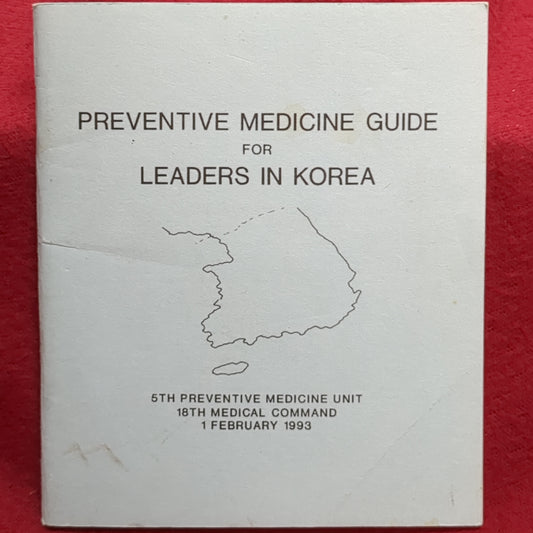 PREVENTIVE MEDICINE GUIDE
FOR
LEADERS IN KOREA
5TH PREVENTIVE MEDICINE UNIT
18TH MEDICAL COMMAND
1 FEBRUARY 1993